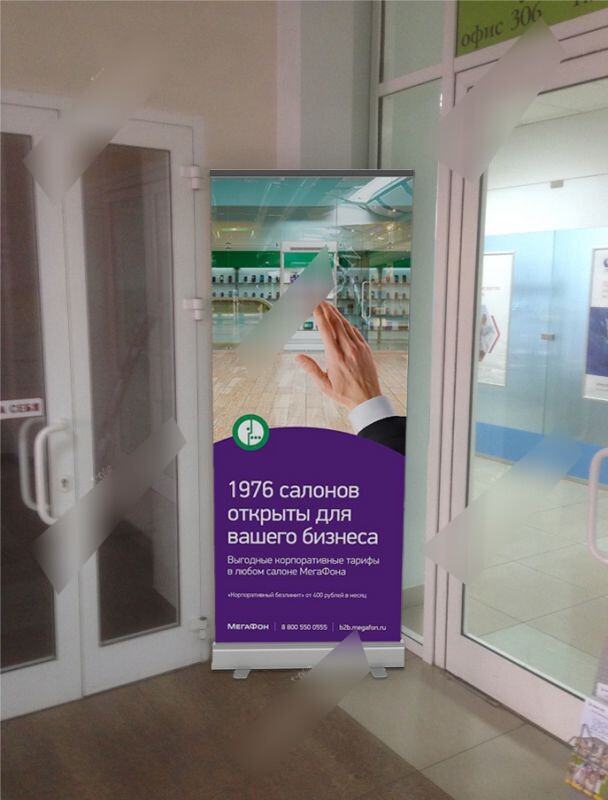 офис 306
1976 салонов
открыты для
вашего бизнеса
Выгодные корпоративные тарифы
в любом салоне МегаФона
«Корпоративный безлимит» от 400 рублей в месяц
МЕГАФОН 8 800 550 0555 b2b.megafon.ru